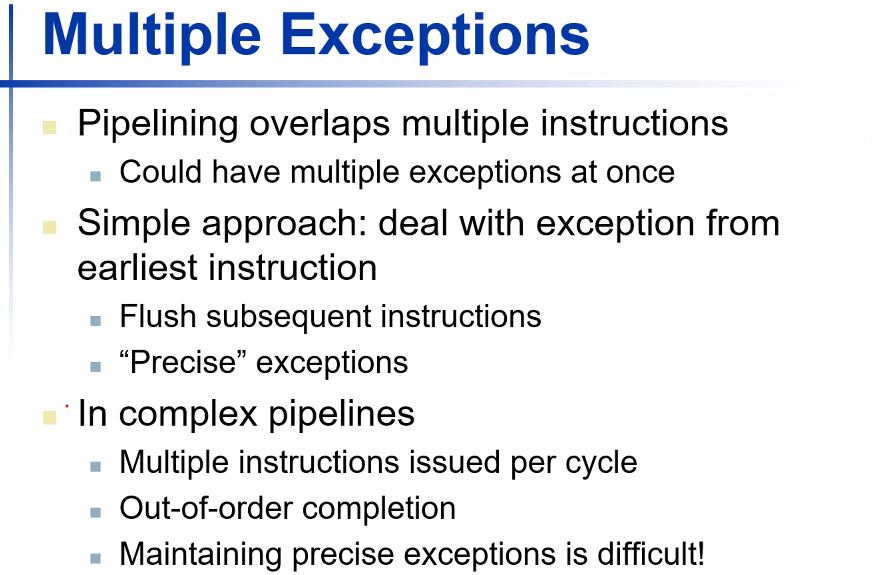 Multiple Exceptions
Pipelining overlaps multiple instructions
Could have multiple exceptions at once
Simple approach: deal with exception from
earliest instruction
Flush subsequent instructions
“Precise” exceptions
In complex pipelines
Multiple instructions issued per cycle
Out-of-order completion
Maintaining precise exceptions is difficult!